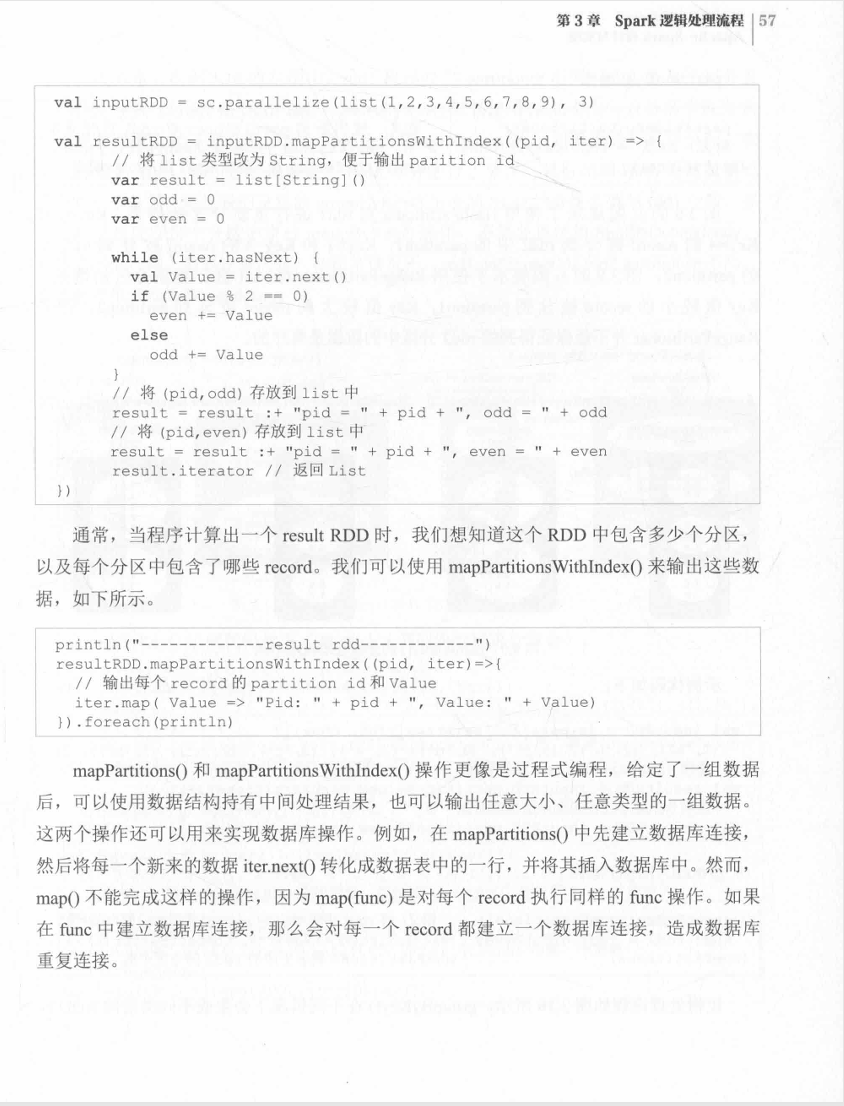 第 3 章 Spark 逻辑处理流程 57
val inputRDD = sc.parallelize(list(1,2,3,4,5,6,7,8,9), 3)
val resultRDD = inputRDD.mapPartitionsWithIndex((pid, iter) => {
// 将 list 类型改为 String，便于输出 parition id
var result = list[String]()
var odd = 0
var even = 0
while (iter.hasNext) {
val Value = iter.next()
if (Value % 2 == 0)
even += Value
else
odd += Value
}
// 将 (pid,odd) 存放到 list 中
result = result :+ "pid = " + pid + ", odd = " + odd
// 将 (pid,even) 存放到 list 中
result = result :+ "pid = " + pid + ", even = " + even
result.iterator // 返回 List
})
通常，当程序计算出一个 result RDD 时，我们想知道这个 RDD 中包含多少个分区，
以及每个分区中包含了哪些 record。我们可以使用 mapPartitionsWithIndex() 来输出这些数
据，如下所示。
println("-------------result rdd------------")
resultRDD.mapPartitionsWithIndex((pid, iter)=>{
// 输出每个 record 的 partition id 和 Value
iter.map( Value => "Pid: " + pid + ", Value: " + Value)
}).foreach(println)
mapPartitions() 和 mapPartitionsWithIndex() 操作更像是过程式编程，给定了一组数据
后，可以使用数据结构持有中间处理结果，也可以输出任意大小、任意类型的一组数据。
这两个操作还可以用来实现数据库操作。例如，在 mapPartitions() 中先建立数据库连接，
然后将每一个新来的数据 iter.next() 转化成数据表中的一行，并将其插入数据库中。然而，
map() 不能完成这样的操作，因为 map(func) 是对每个 record 执行同样的 func 操作。如果
在 func 中建立数据库连接，那么会对每一个 record 都建立一个数据库连接，造成数据库
重复连接。